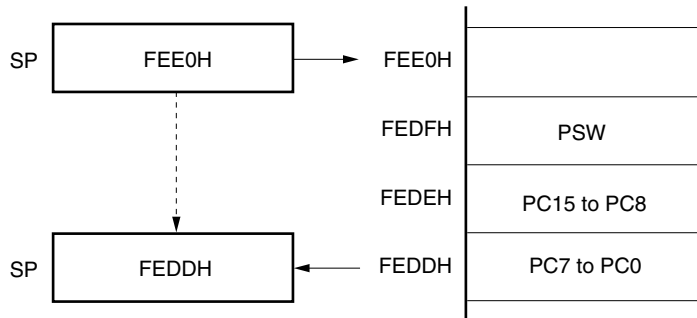 SP FEE0H FEE0H
FEDFH PSW
FEDEH PC15 to PC8
SP FEDDH FEDDH PC7 to PC0